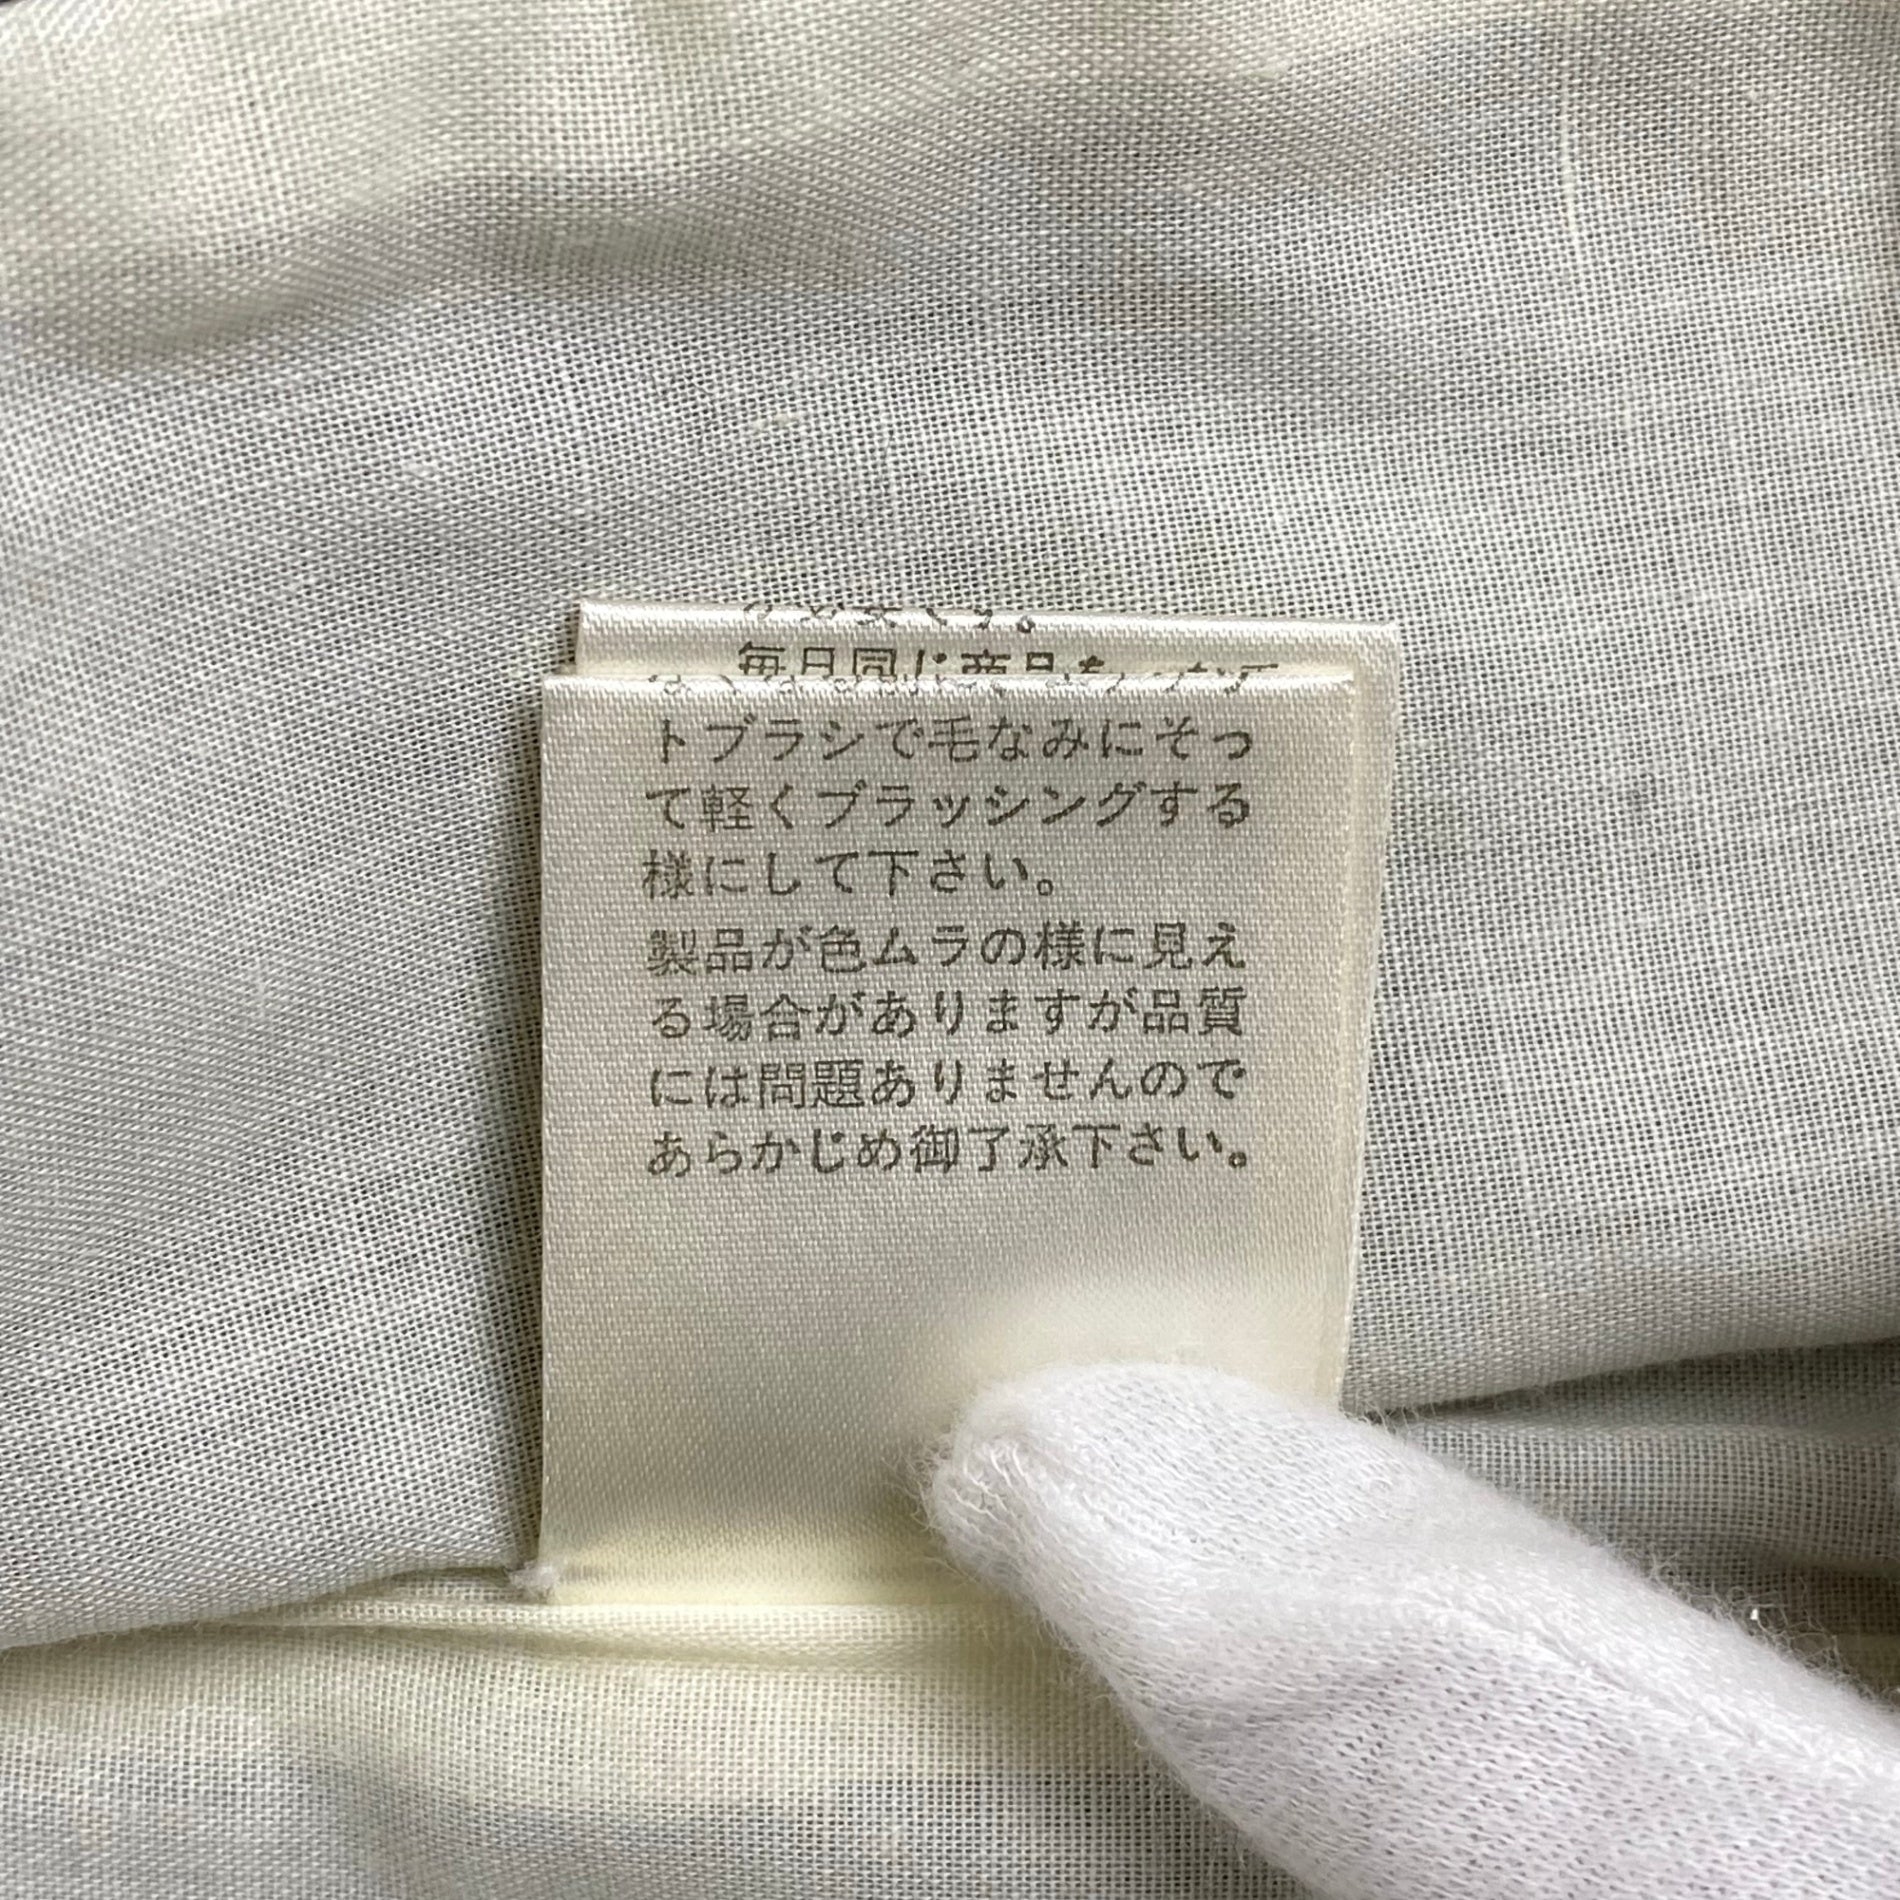 毎日同じ商品を
トブラシで毛なみにそっ
て軽くブラッシングする
様にして下さい。
製品が色ムラの様に見え
る場合がありますが品質
には問題ありませんので
あらかじめ御了承下さい。